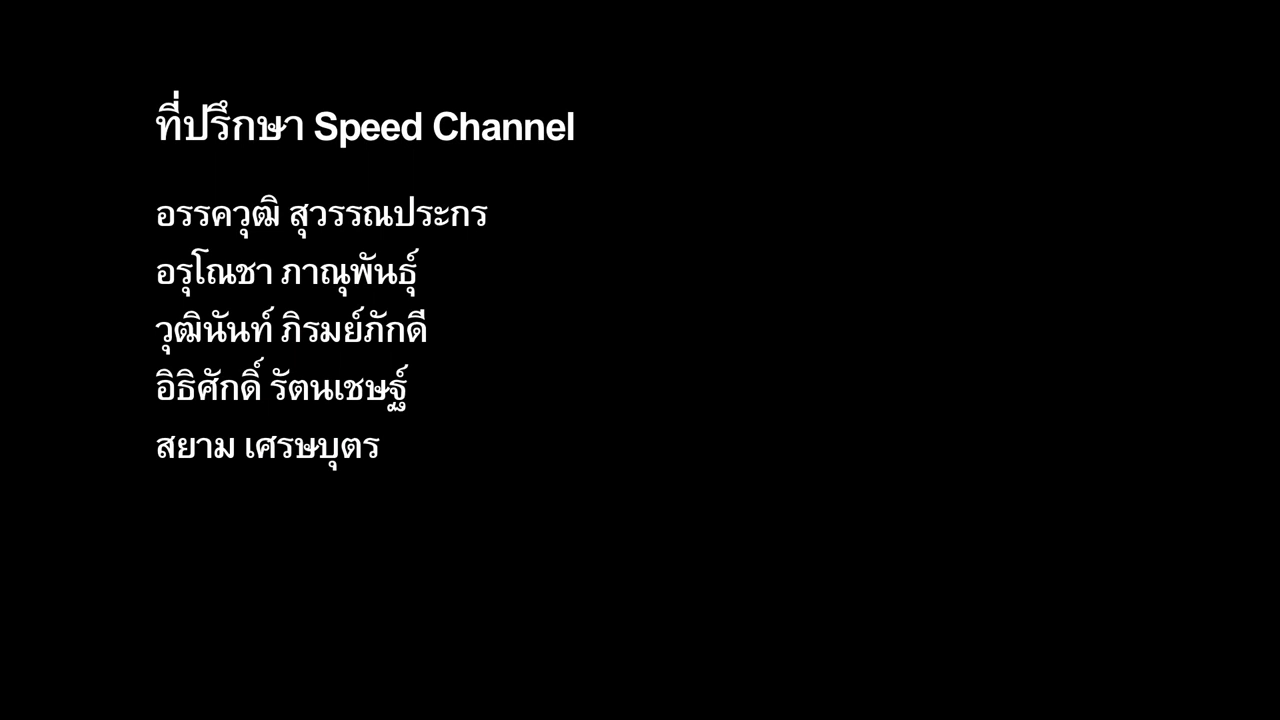 ที่ปรึกษา Speed Channel
อรรควุฒิ สุวรรณประกร
อรุโณชา ภาณุพันธุ์
วุฒินันท์ ภิรมย์ภักดี
อิธิศักดิ์ รัตนเชษฐ์
สยาม เศรษบุตร